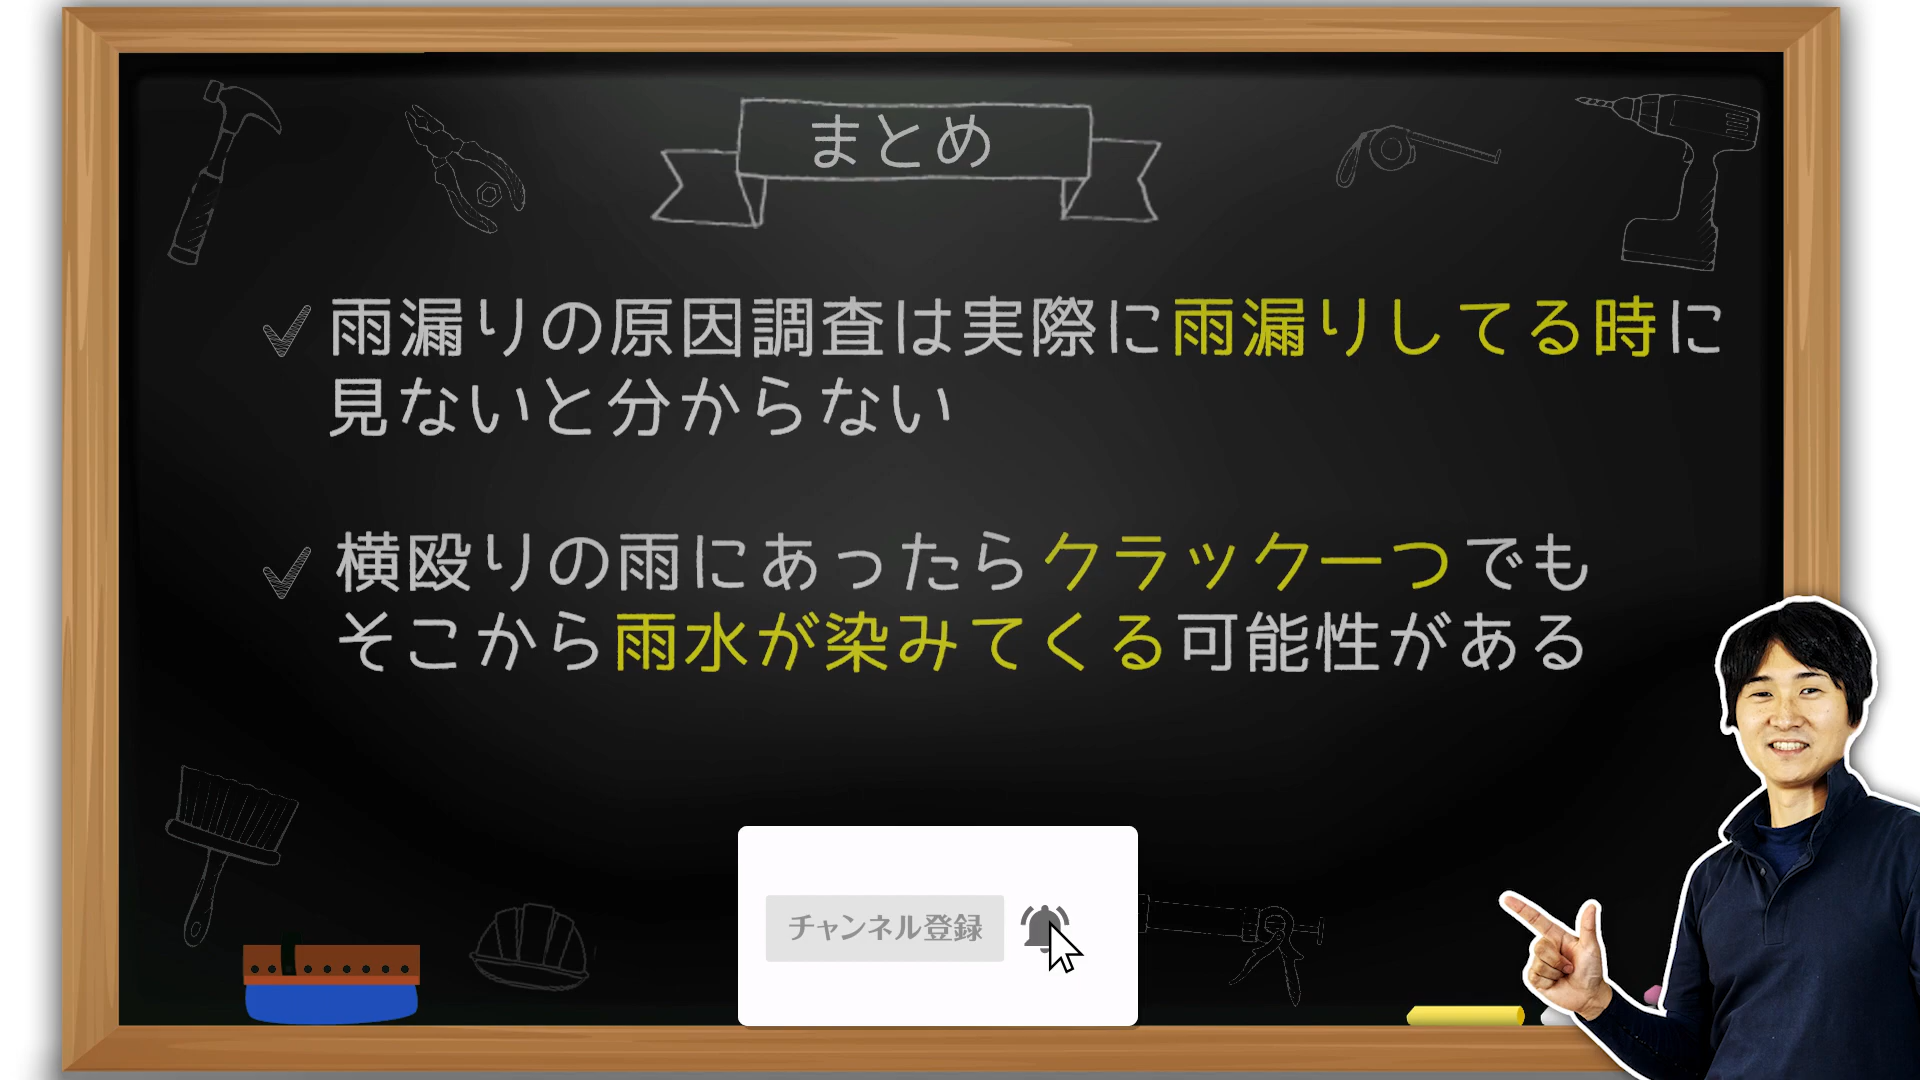 まとめ
雨漏りの原因調査は実際に雨漏りしてる時に
見ないと分からない
横殴りの雨にあったらクラック一つでも
そこから雨水が染みてくる可能性がある
チャンネル登録